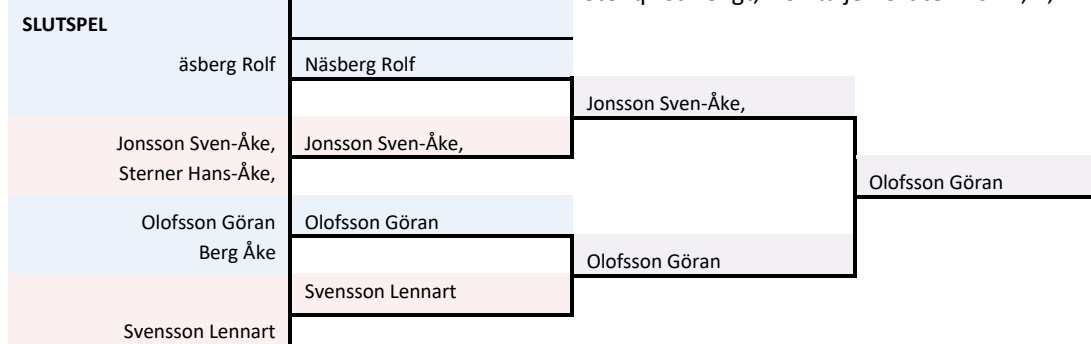 SLUTSPEL
äsberg Rolf
Näsberg Rolf
Jonsson Sven-Åke,
Jonsson Sven-Åke,
Jonsson Sven-Åke,
Sterner Hans-Åke,
Olofsson Göran
Olofsson Göran
Olofsson Göran
Berg Åke
Olofsson Göran
Svensson Lennart
Svensson Lennart